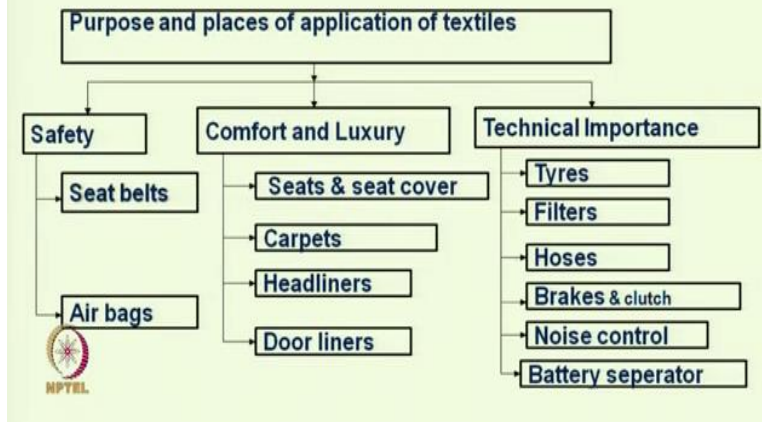 Purpose and places of application of textiles
Safety
Seat belts
Air bags
Comfort and Luxury
Seats & seat cover
Carpets
Headliners
Door liners
Technical Importance
Tyres
Filters
Hoses
Brakes & clutch
Noise control
Battery seperator
NPTEL